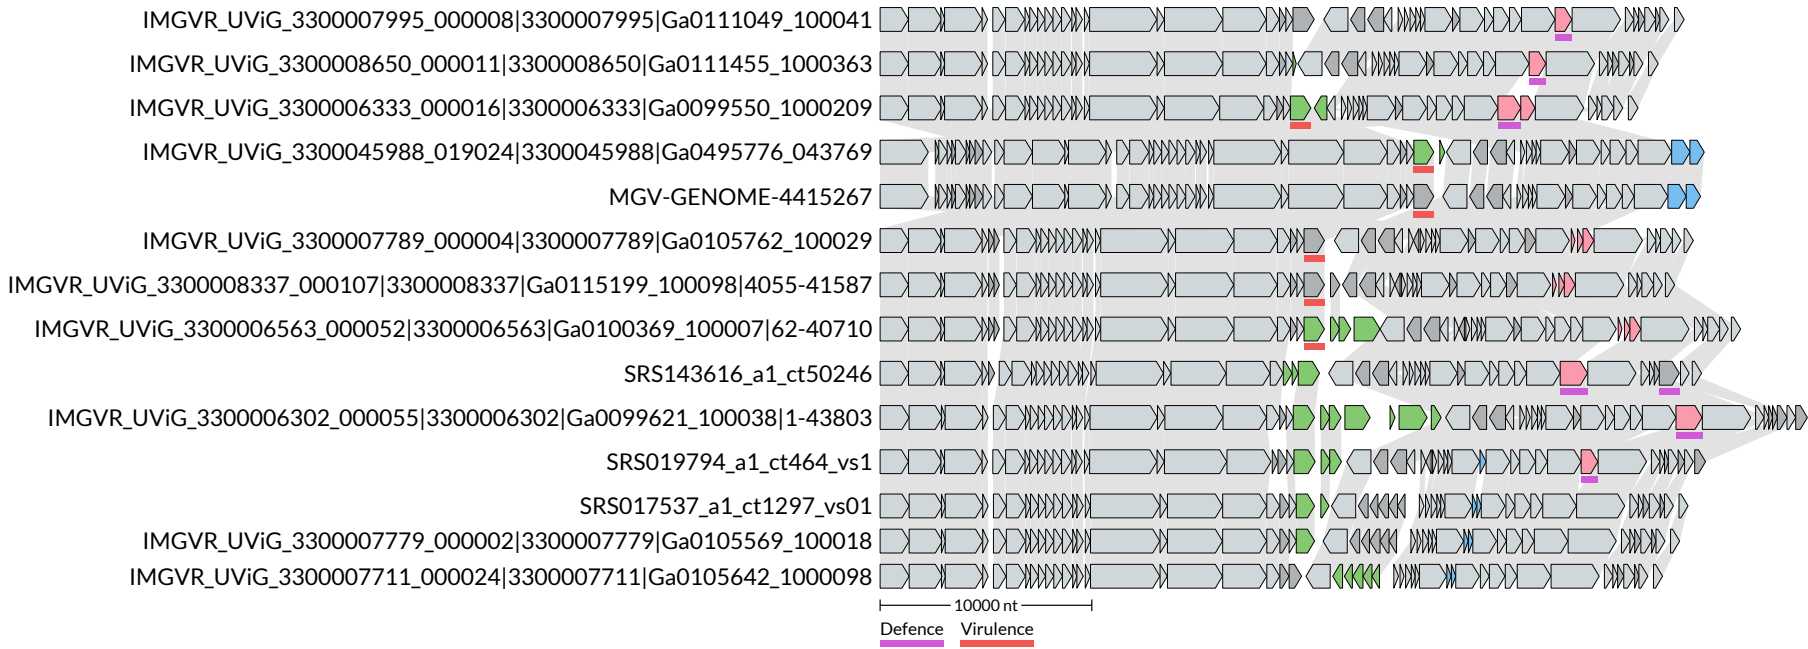 IMGVR_UViG_3300007995_000008|3300007995|Ga0111049_100041
IMGVR_UViG_3300008650_000011|3300008650|Ga0111455_1000363
IMGVR_UViG_3300006333_000016|3300006333|Ga0099550_1000209
IMGVR_UViG_3300045988_019024|3300045988|Ga0495776_043769
MGV-GENOME-4415267
IMGVR_UViG_3300007789_000004|3300007789|Ga0105762_100029
IMGVR_UViG_3300008337_000107|3300008337|Ga0115199_100098|4055-41587
IMGVR_UViG_3300006563_000052|3300006563|Ga0100369_100007|62-40710
SRS143616_a1_ct50246
IMGVR_UViG_3300006302_000055|3300006302|Ga0099621_100038|1-43803
SRS019794_a1_ct464_vs1
SRS017537_a1_ct1297_vs01
IMGVR_UViG_3300007779_000002|3300007779|Ga0105569_100018
IMGVR_UViG_3300007711_000024|3300007711|Ga0105642_1000098
10000 nt
Defence Virulence